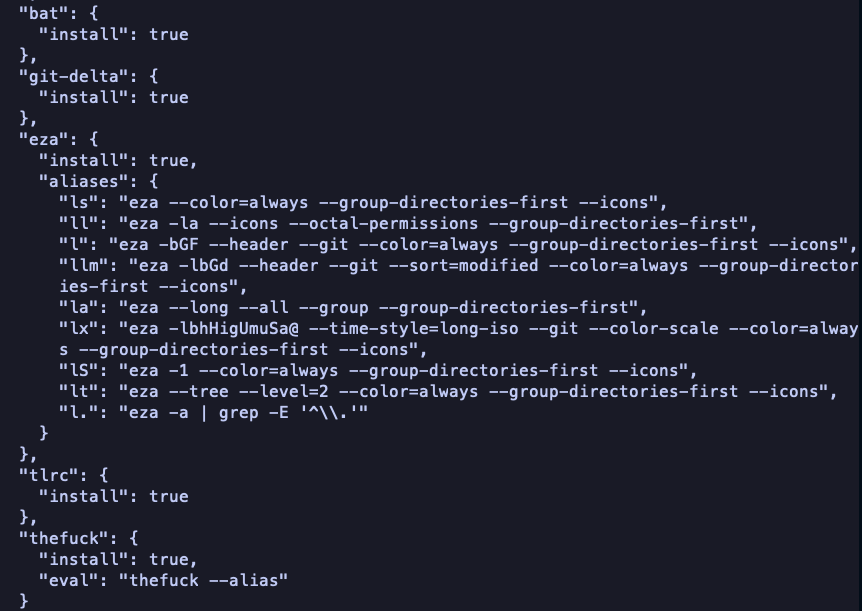 "bat": {
  "install": true
},
"git-delta": {
  "install": true
},
"eza": {
  "install": true,
  "aliases": {
    "ls": "eza --color=always --group-directories-first --icons",
    "ll": "eza -la --icons --octal-permissions --group-directories-first",
    "l": "eza -bGF --header --git --color=always --group-directories-first --icons",
    "llm": "eza -lbGd --header --git --sort=modified --color=always --group-director
    ies-first --icons",
    "la": "eza --long --all --group --group-directories-first",
    "lx": "eza -lbhHigUmuSa@ --time-style=long-iso --git --color-scale --color=alway
    s --group-directories-first --icons",
    "lS": "eza -1 --color=always --group-directories-first --icons",
    "lt": "eza --tree --level=2 --color=always --group-directories-first --icons",
    "l.": "eza -a | grep -E '^\\.'"
  }
},
"tlrc": {
  "install": true
},
"thefuck": {
  "install": true,
  "eval": "thefuck --alias"
}